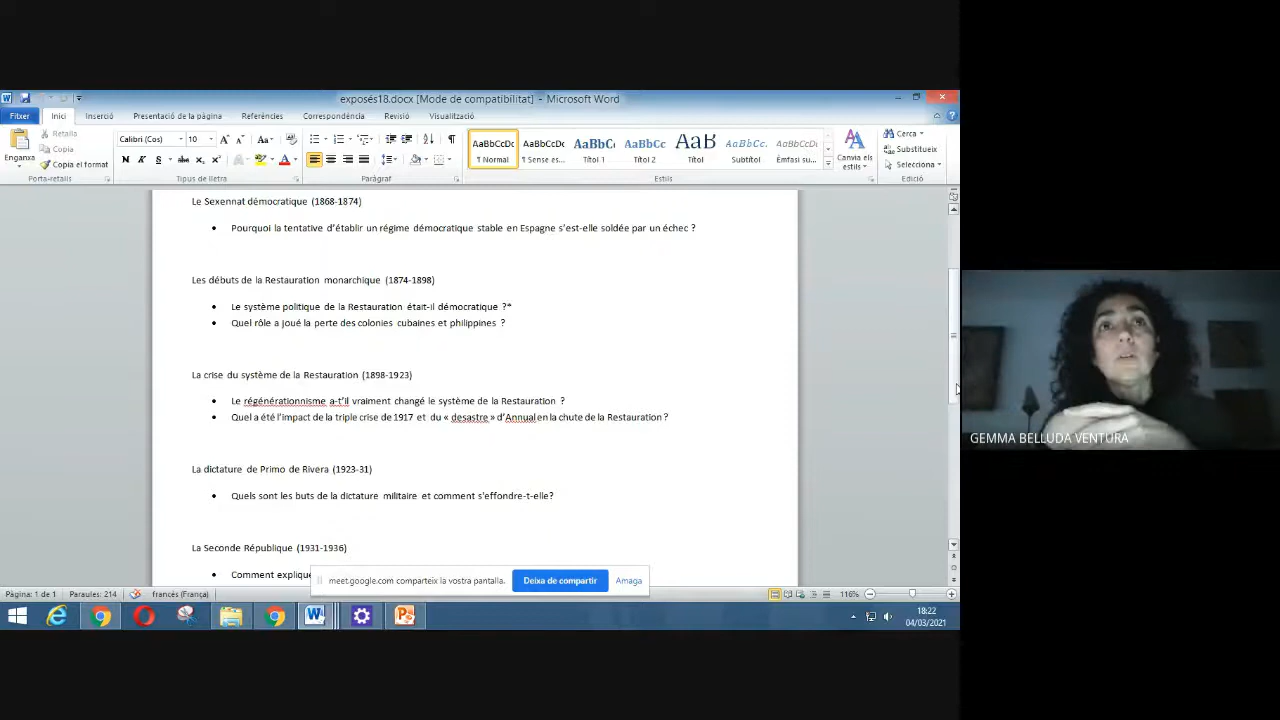 exposés18.docx [Mode de compatibilitat] - Microsoft Word
Fitxer Inici Inserció Presentació de la pàgina Referències Correspondència Revisió Visualització
Enganxa
Retalla
Copia
Copia el format
Porta-retalls
Calibri (Cos) 10
Tipus de lletra
Paràgraf
AaBbCcDc AaBbCcDc AaBbC AaBbCc AaB AaBbCc. AaBbCcDc
¶ Normal ¶ Sense es... Títol 1 Títol 2 Títol Subtítol Èmfasi su...
Estils
Canvia els estils
Cerca
Substitueix
Selecciona
Edició
Le Sexennat démocratique (1868-1874)
• Pourquoi la tentative d'établir un régime démocratique stable en Espagne s'est-elle soldée par un échec ?
Les débuts de la Restauration monarchique (1874-1898)
• Le système politique de la Restauration était-il démocratique ?*
• Quel rôle a joué la perte des colonies cubaines et philippines ?
La crise du système de la Restauration (1898-1923)
• Le régénérationnisme a-t'il vraiment changé le système de la Restauration ?
• Quel a été l'impact de la triple crise de 1917 et du « desastre » d'Annual en la chute de la Restauration ?
La dictature de Primo de Rivera (1923-31)
• Quels sont les buts de la dictature militaire et comment s'effondre-t-elle?
La Seconde République (1931-1936)
• Comment explique
meet.google.com comparteix la vostra pantalla. Deixa de compartir Amaga
Pàgina: 1 de 1 Paraules: 214 francès (França) 116%
18:22
04/03/2021
GEMMA BELLUDA VENTURA